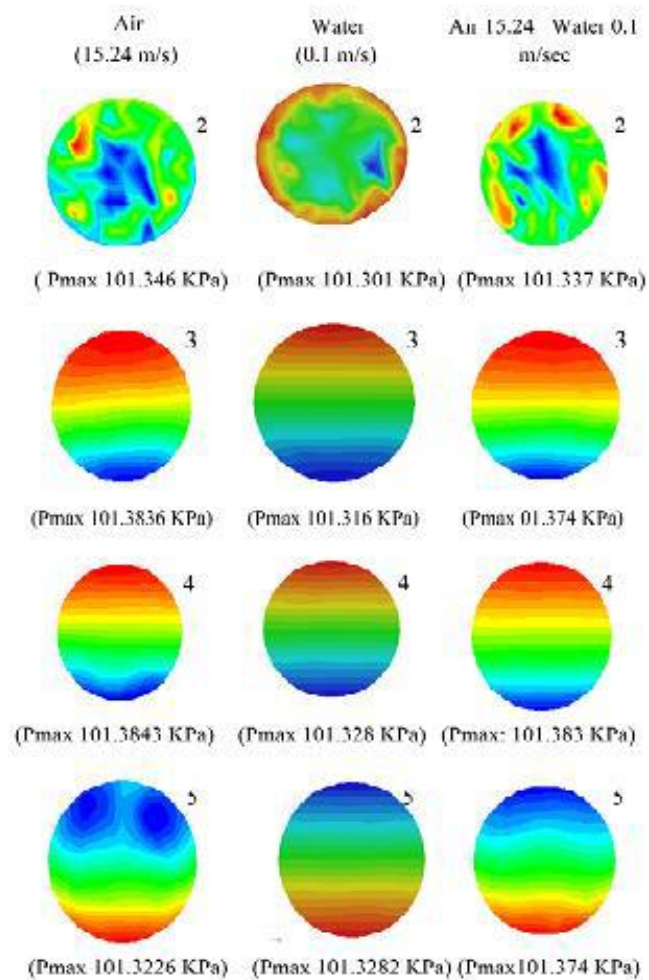 Air
(15.24 m/s)
Water
(0.1 m/s)
Air 15.24 Water 0.1
m/sec
2
2
2
( Pmax 101.346 KPa)
(Pmax 101.301 KPa)
(Pmax 101.337 KPa)
3
3
3
(Pmax 101.3836 KPa)
(Pmax 101.316 KPa)
(Pmax 01.374 KPa)
4
4
4
(Pmax 101.3843 KPa)
(Pmax 101.328 KPa)
(Pmax: 101.383 KPa)
5
5
5
(Pmax 101.3226 KPa)
(Pmax 101.3282 KPa)
(Pmax101.374 KPa)